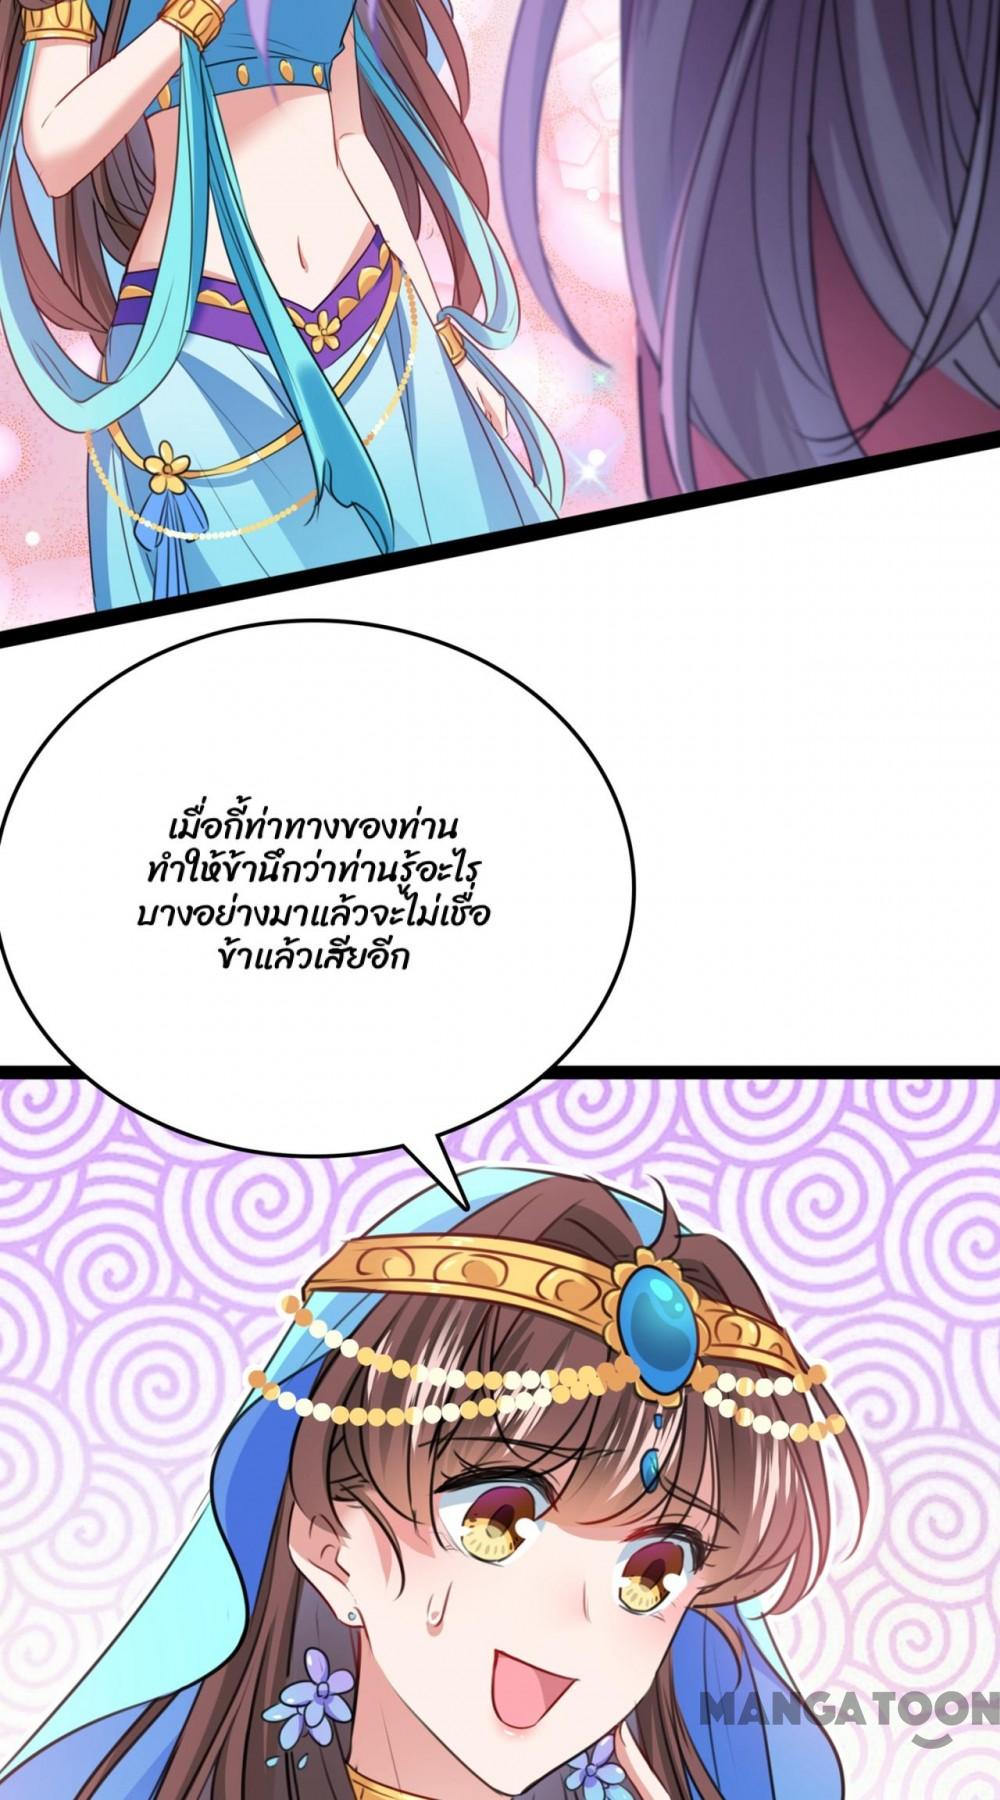 เมื่อกี้ท่าทางของท่าน
ทำให้ข้านึกว่าท่านรู้อะไร
บางอย่างมาแล้วจะไม่เชื่อ
ข้าแล้วเสียอีก
MANGATOON